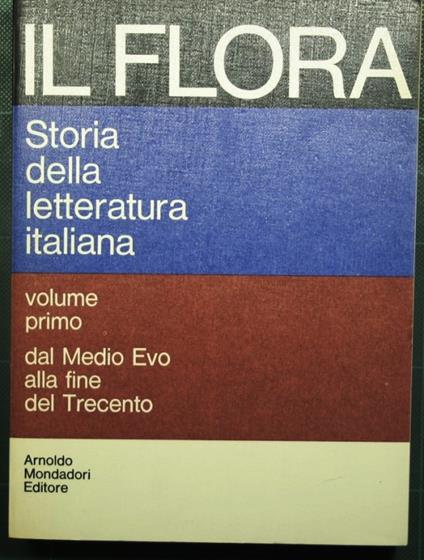 IL FLORA
Storia
della
letteratura
italiana
volume
primo
dal Medio Evo
alla fine
del Trecento
Arnoldo
Mondadori
Editore